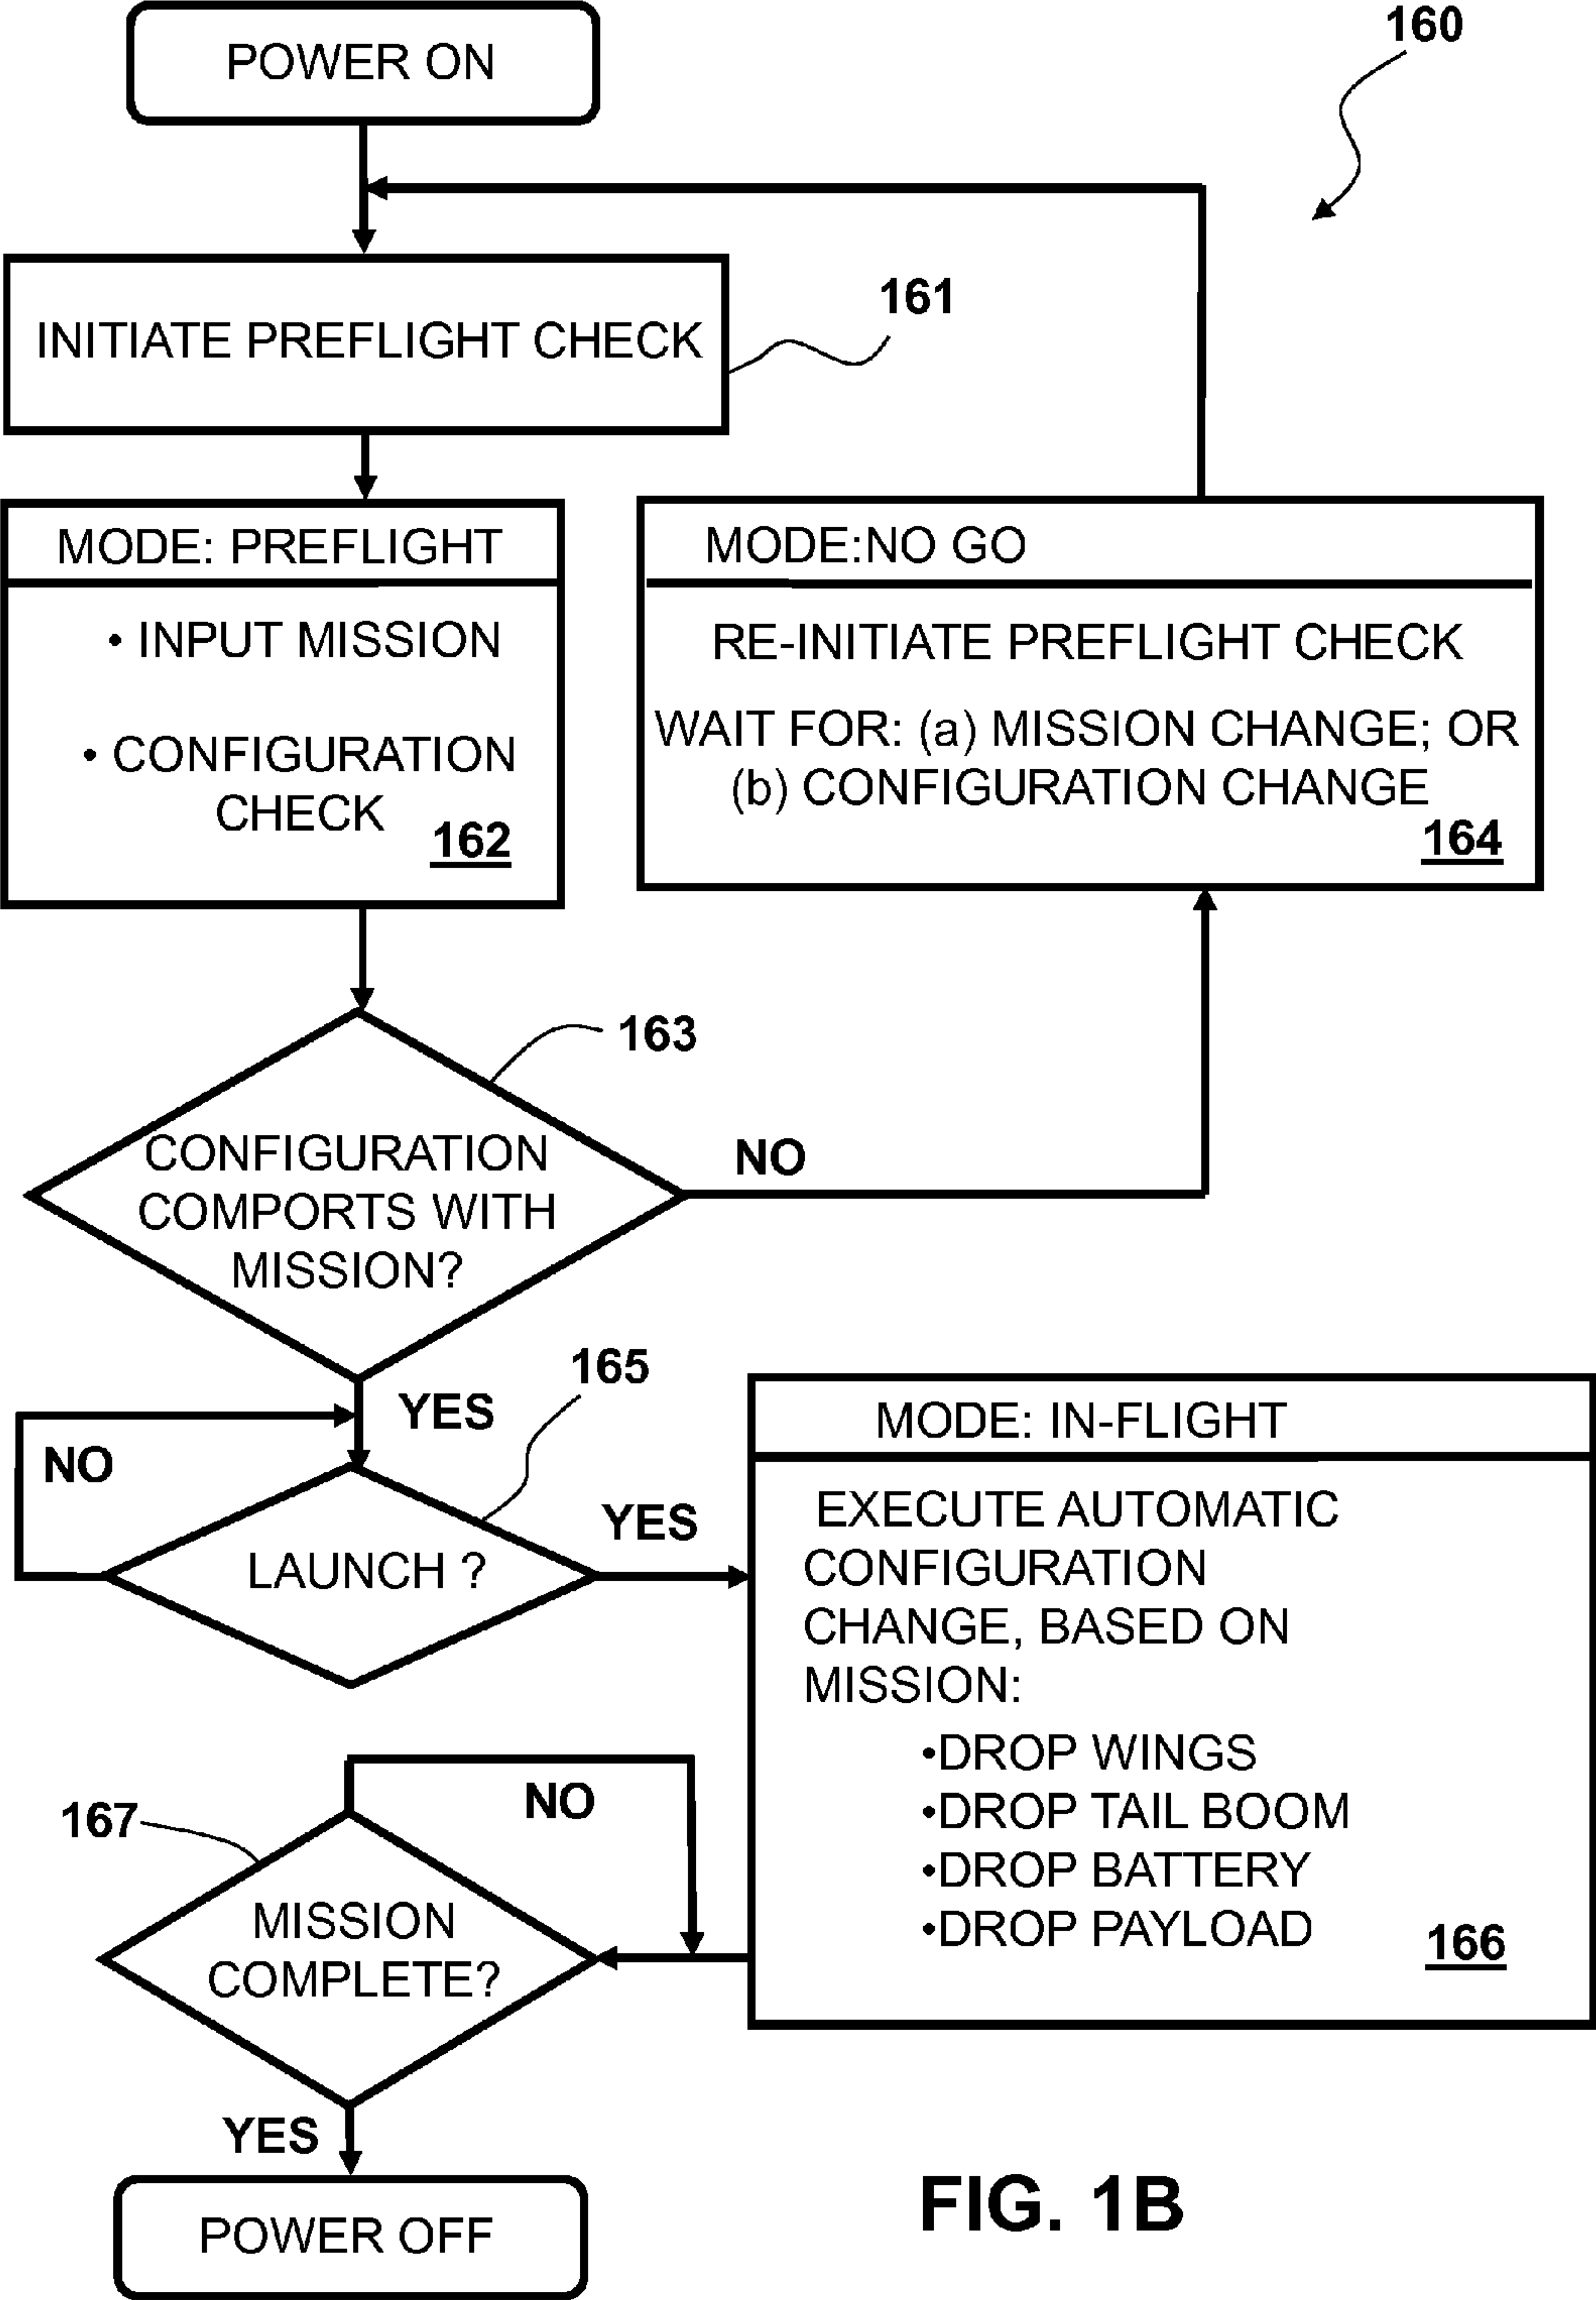 POWER ON
160
INITIATE PREFLIGHT CHECK
161
MODE: PREFLIGHT
• INPUT MISSION
• CONFIGURATION
CHECK
162
MODE:NO GO
RE-INITIATE PREFLIGHT CHECK
WAIT FOR: (a) MISSION CHANGE; OR
(b) CONFIGURATION CHANGE
164
163
CONFIGURATION
COMPORTS WITH
MISSION?
NO
YES
165
NO
LAUNCH ?
YES
MODE: IN-FLIGHT
EXECUTE AUTOMATIC
CONFIGURATION
CHANGE, BASED ON
MISSION:
•DROP WINGS
•DROP TAIL BOOM
•DROP BATTERY
•DROP PAYLOAD
166
NO
167
MISSION
COMPLETE?
YES
POWER OFF
FIG. 1B